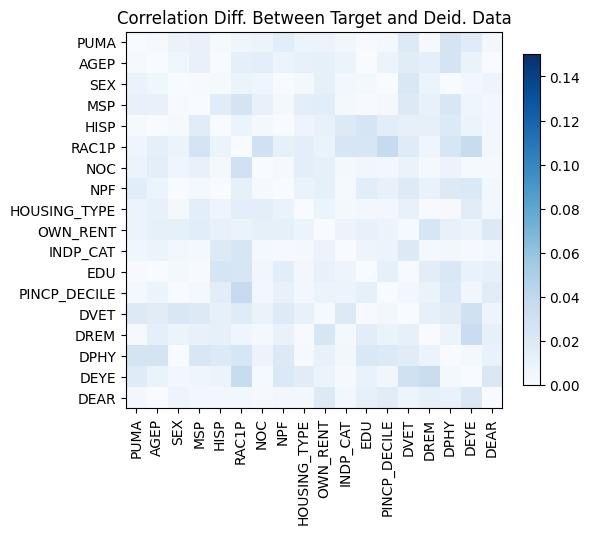 Correlation Diff. Between Target and Deid. Data
PUMA
AGEP
SEX
MSP
HISP
RAC1P
NOC
NPF
HOUSING_TYPE
OWN_RENT
INDP_CAT
EDU
PINCP_DECILE
DVET
DREM
DPHY
DEYE
DEAR
PUMA
AGEP
SEX
MSP
HISP
RAC1P
NOC
NPF
HOUSING_TYPE
OWN_RENT
INDP_CAT
EDU
PINCP_DECILE
DVET
DREM
DPHY
DEYE
DEAR
0.14
0.12
0.10
0.08
0.06
0.04
0.02
0.00